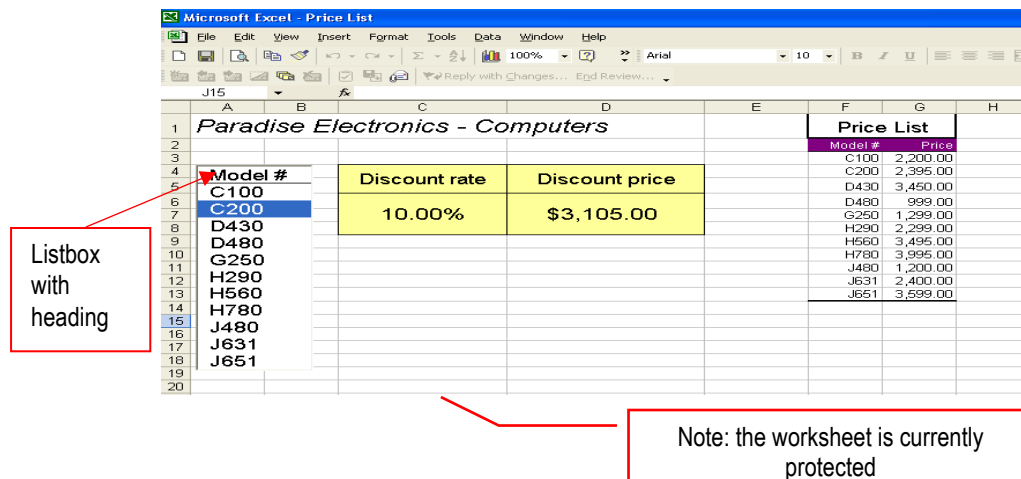 Microsoft Excel - Price List
File Edit View Insert Format Tools Data Window Help
100% Arial 10 B I U
Reply with Changes... End Review...
J15 fx
A B C D E F G H
1 Paradise Electronics - Computers Price List
2 Model # Price
3 C100 2,200.00
4 Model # Discount rate Discount price C200 2,395.00
5 C100 D430 3,450.00
6 C200 10.00% $3,105.00 D480 999.00
7 D430 G250 1,299.00
8 D480 H290 2,299.00
9 G250 H560 3,495.00
10 H290 H780 3,995.00
11 H560 J480 1,200.00
12 H780 J631 2,400.00
13 J480 J651 3,599.00
14 J631
15 J651
16
17
18
19
20
Listbox
with
heading
Note: the worksheet is currently
protected